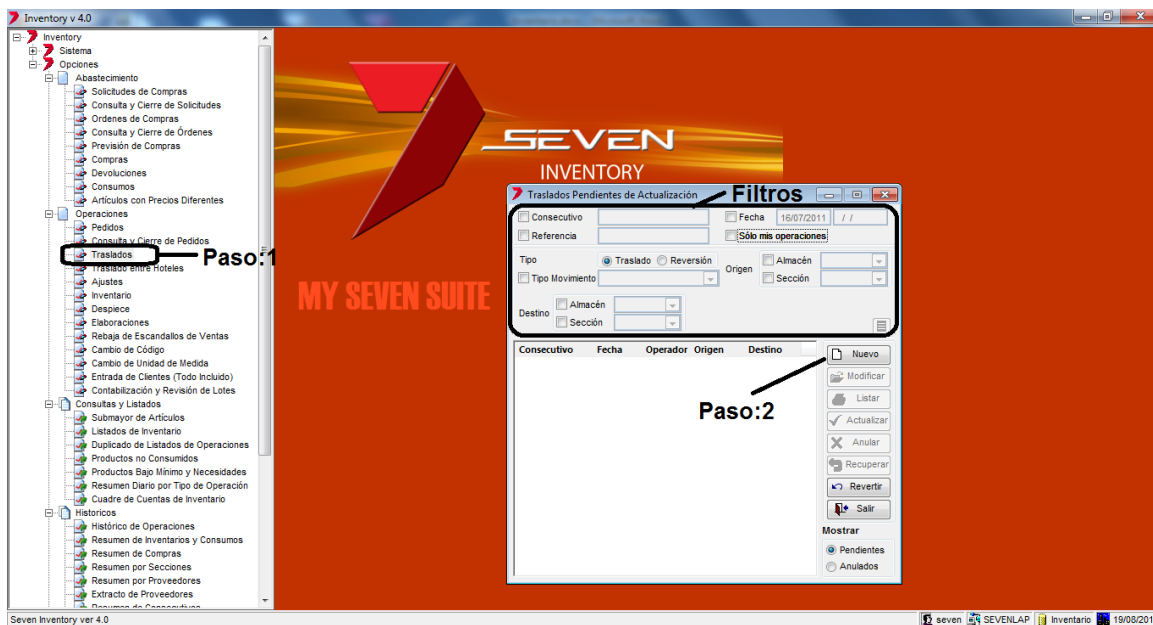 Inventory v 4.0
Inventory
Sistema
Opciones
Abastecimiento
Solicitudes de Compras
Consulta y Cierre de Solicitudes
Ordenes de Compras
Consulta y Cierre de Órdenes
Previsión de Compras
Compras
Devoluciones
Consumos
Artículos con Precios Diferentes
Operaciones
Pedidos
Consulta y Cierre de Pedidos
Traslados
Paso:1
Traslado entre Hoteles
Ajustes
Inventario
Despiece
Elaboraciones
Rebaja de Escandallos de Ventas
Cambio de Código
Cambio de Unidad de Medida
Entrada de Clientes (Todo Incluido)
Contabilización y Revisión de Lotes
Consultas y Listados
Submayor de Artículos
Listados de Inventario
Duplicado de Listados de Operaciones
Productos no Consumidos
Productos Bajo Mínimo y Necesidades
Resumen Diario por Tipo de Operación
Cuadre de Cuentas de Inventario
Historicos
Histórico de Operaciones
Resumen de Inventarios y Consumos
Resumen de Compras
Resumen por Secciones
Resumen por Proveedores
Extracto de Proveedores
Resumen de Consecutivos
SEVEN
INVENTORY
MY SEVEN SUITE
Traslados Pendientes de Actualización
Filtros
Consecutivo
Fecha 16/07/2011 / /
Referencia
Sólo mis operaciones
Tipo Traslado Reversión
Tipo Movimiento
Origen
Almacén
Sección
Destino
Almacén
Sección
Consecutivo Fecha Operador Origen Destino
Nuevo
Modificar
Listar
Paso:2
Actualizar
Anular
Recuperar
Revertir
Salir
Mostrar
Pendientes
Anulados
Seven Inventory ver 4.0
seven SEVENLAP Inventario 19/08/201